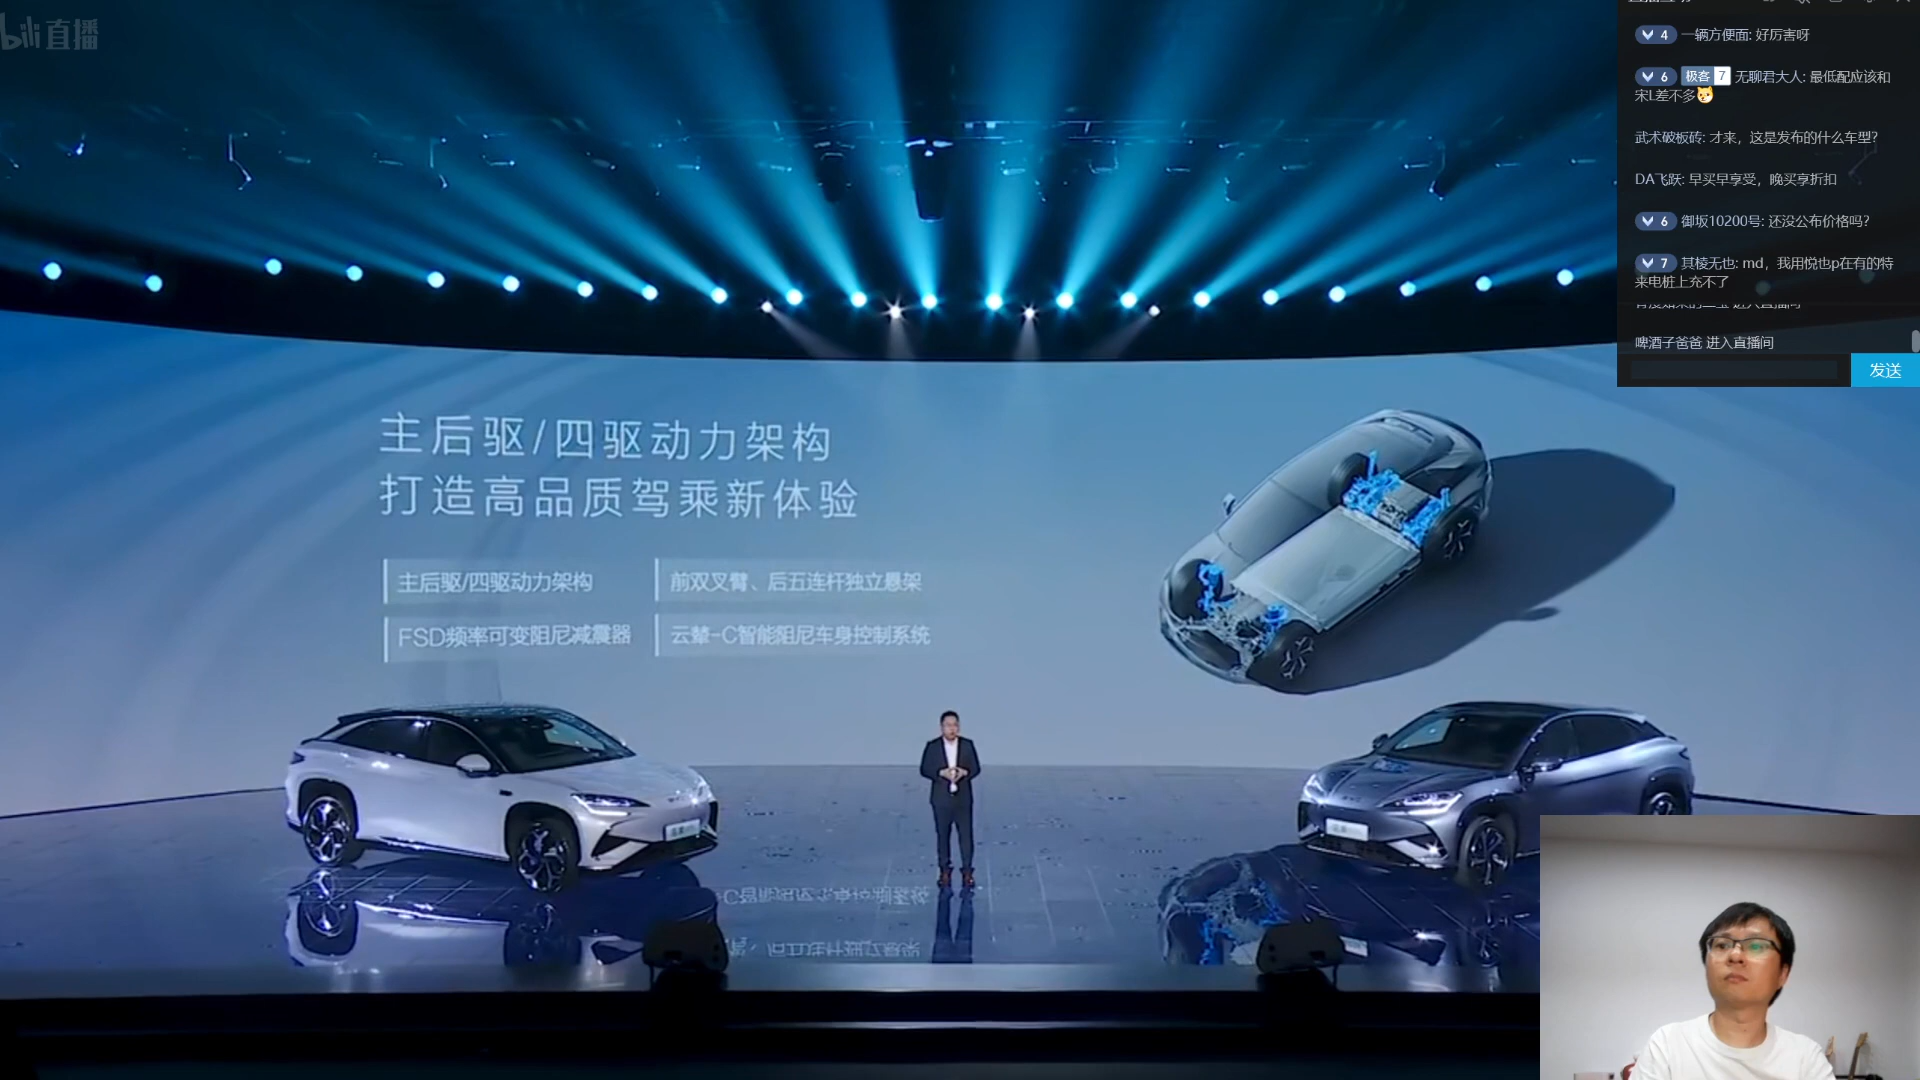 bili 直播
主后驱/四驱动力架构
打造高品质驾乘新体验
主后驱/四驱动力架构
前双叉臂、后五连杆独立悬架
FSD频率可变阻尼减震器
云辇-C智能阻尼车身控制系统
4 一辆方便面: 好厉害呀
6 极客 7 无聊君大人: 最低配应该和
宋L差不多
武术破板砖: 才来，这是发布的什么车型?
DA飞跃: 早买早享受，晚买享折扣
6 御坂10200号: 还没公布价格吗?
7 其棱无也: md，我用悦也p在有的特
来电桩上充不了
啤酒子爸爸 进入直播间
发送